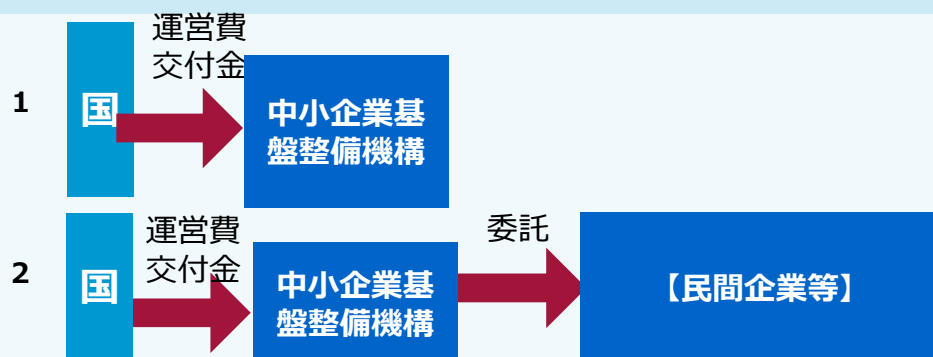 運営費
交付金
1
国
中小企業基
盤整備機構
運営費
交付金
委託
2
国
中小企業基
盤整備機構
【民間企業等】